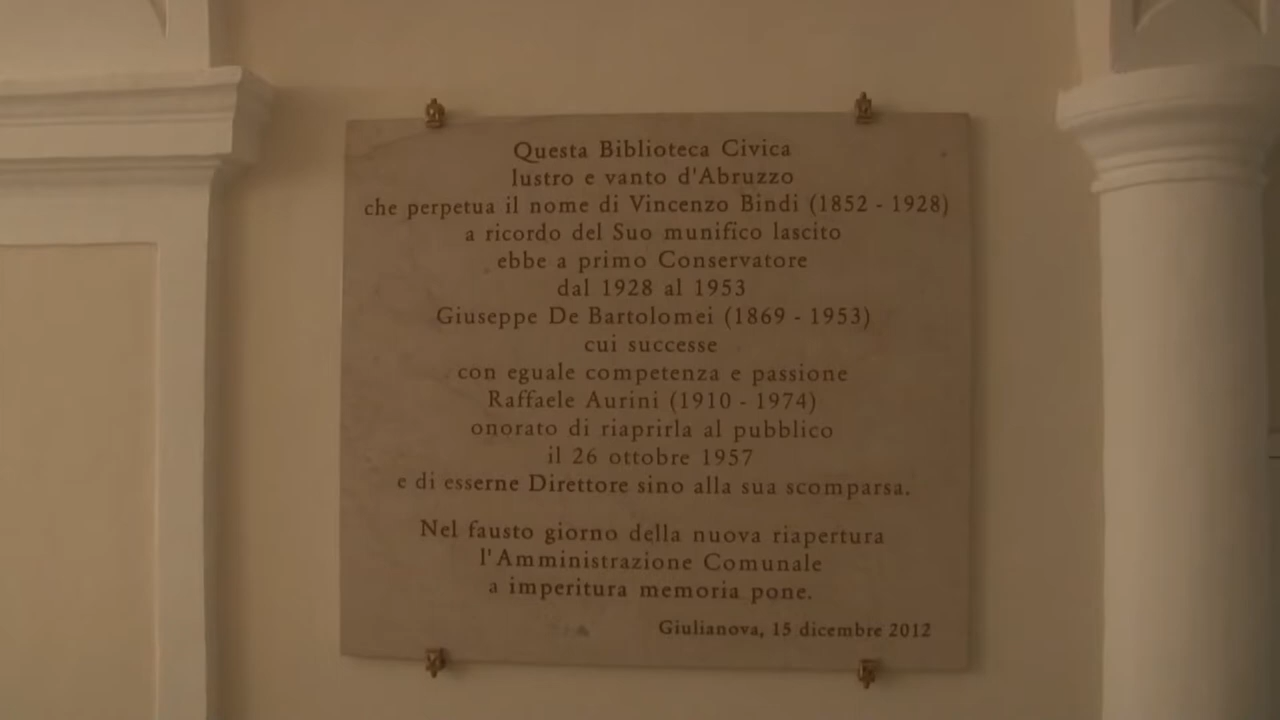 Questa Biblioteca Civica
lustro e vanto d'Abruzzo
che perpetua il nome di Vincenzo Bindi (1852 - 1928)
a ricordo del Suo munifico lascito
ebbe a primo Conservatore
dal 1928 al 1953
Giuseppe De Bartolomei (1869 - 1953)
cui successe
con eguale competenza e passione
Raffaele Aurini (1910 - 1974)
onorato di riaprirla al pubblico
il 26 ottobre 1957
e di esserne Direttore sino alla sua scomparsa.
Nel fausto giorno della nuova riapertura
l'Amministrazione Comunale
a imperitura memoria pone.
Giulianova, 15 dicembre 2012